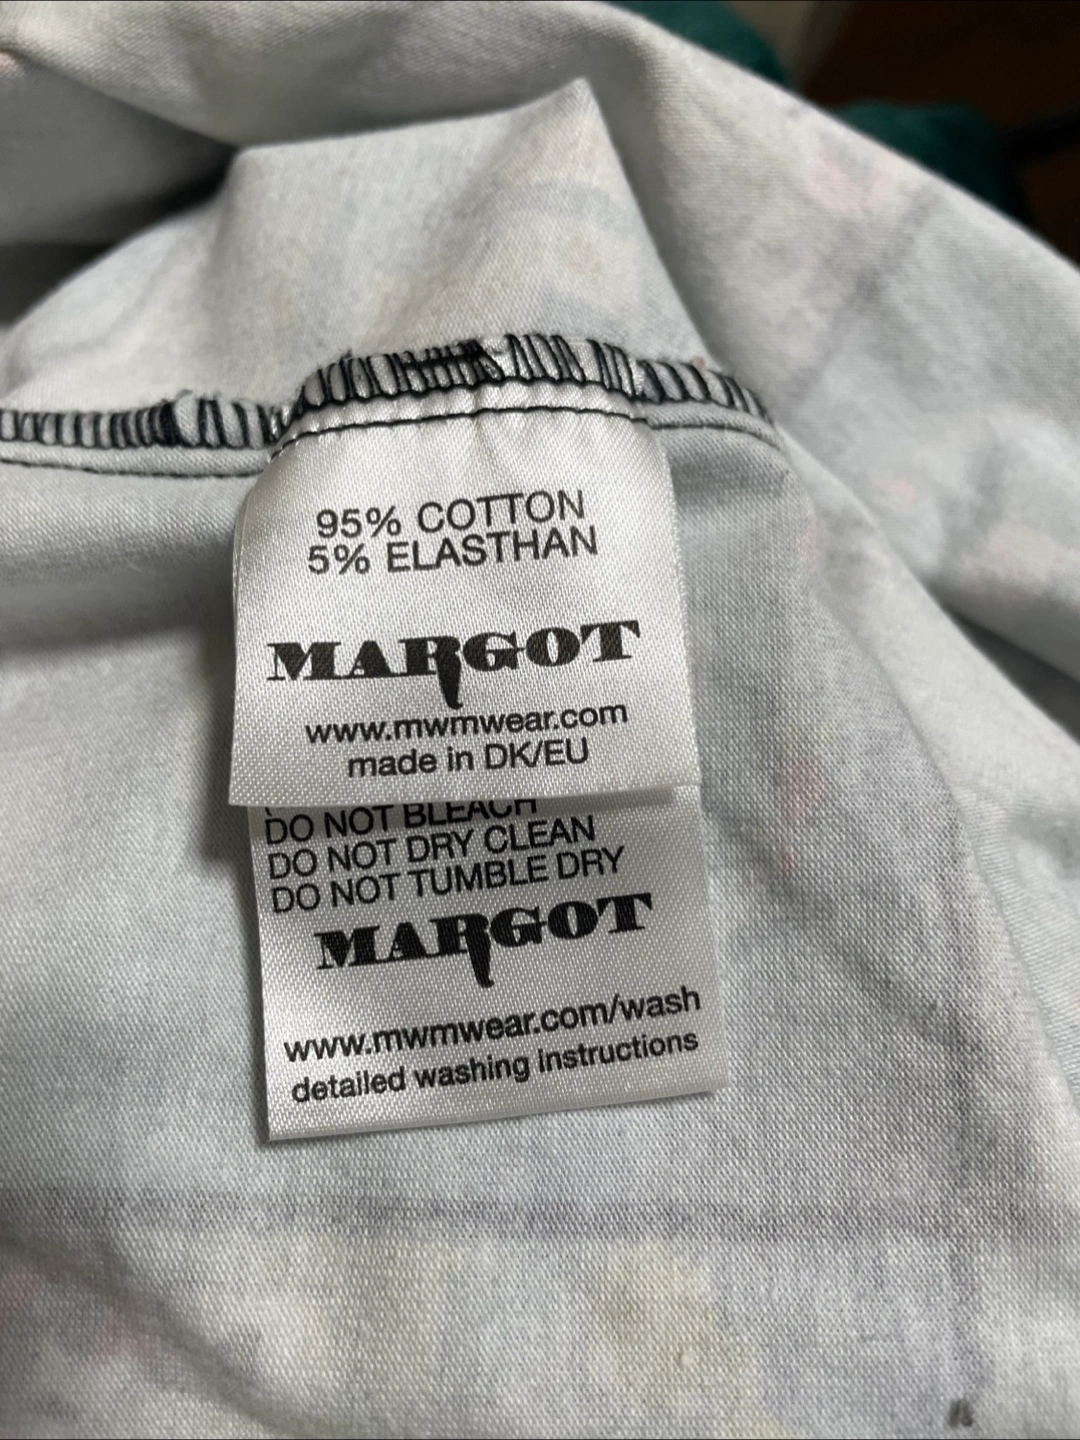 95% COTTON
5% ELASTHAN
MARGOT
www.mwmwear.com
made in DK/EU
DO NOT BLEACH
DO NOT DRY CLEAN
DO NOT TUMBLE DRY
MARGOT
www.mwmwear.com/wash
detailed washing instructions